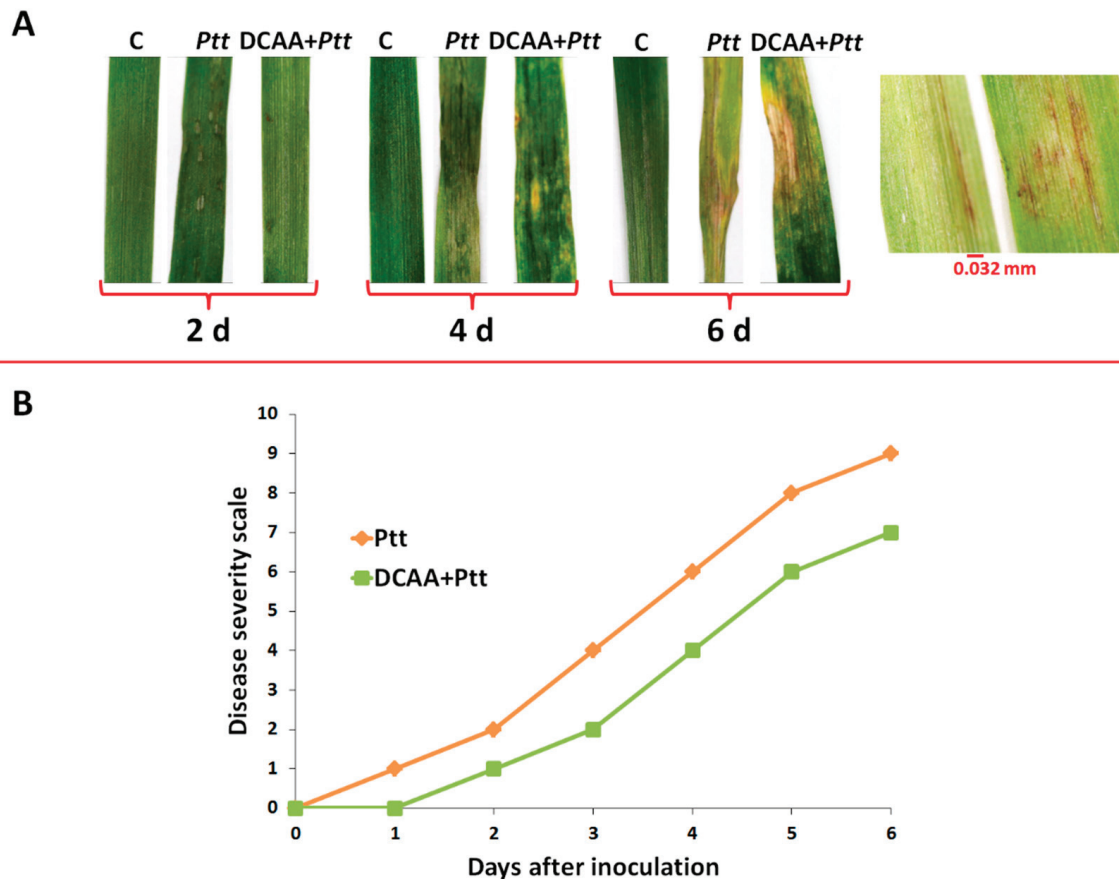 A
C Ptt DCAA+Ptt C Ptt DCAA+Ptt C Ptt DCAA+Ptt
0.032 mm
2 d 4 d 6 d
B
10
9
8
7
6
5
4
3
2
1
0
Disease severity scale
Ptt
DCAA+Ptt
0 1 2 3 4 5 6
Days after inoculation